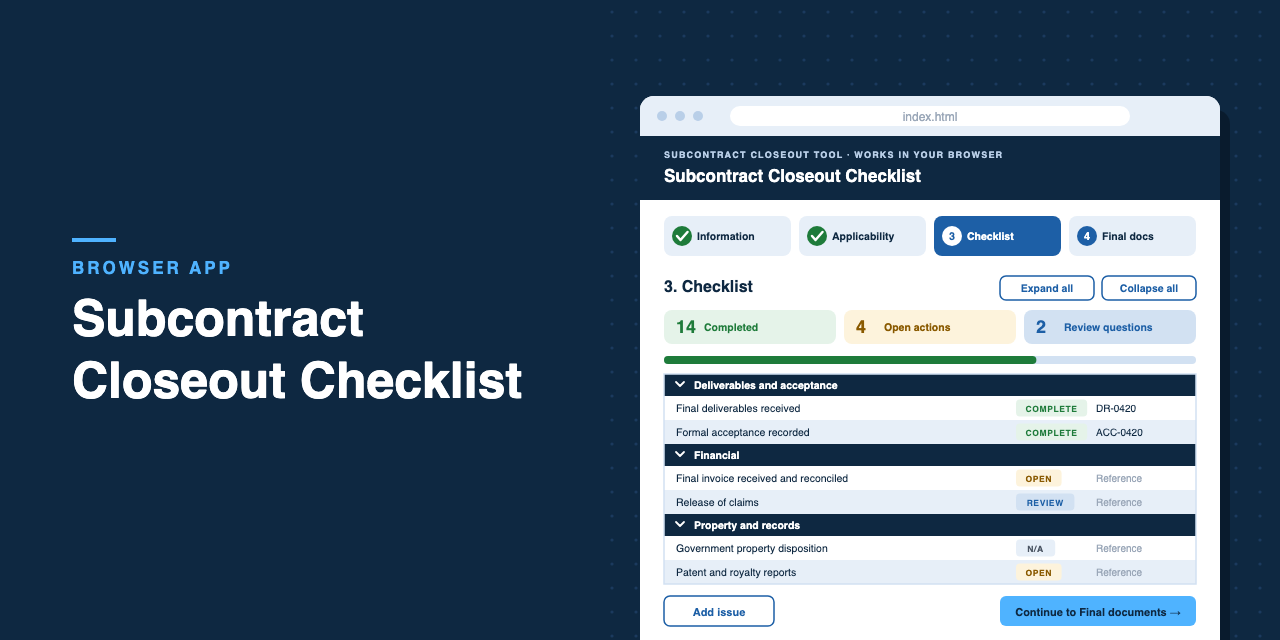 BROWSER APP
Subcontract
Closeout Checklist
index.html
SUBCONTRACT CLOSEOUT TOOL · WORKS IN YOUR BROWSER
Subcontract Closeout Checklist
Information
Applicability
3 Checklist
4 Final docs
3. Checklist
Expand all
Collapse all
14 Completed
4 Open actions
2 Review questions
Deliverables and acceptance
Final deliverables received COMPLETE DR-0420
Formal acceptance recorded COMPLETE ACC-0420
Financial
Final invoice received and reconciled OPEN Reference
Release of claims REVIEW Reference
Property and records
Government property disposition N/A Reference
Patent and royalty reports OPEN Reference
Add issue
Continue to Final documents →